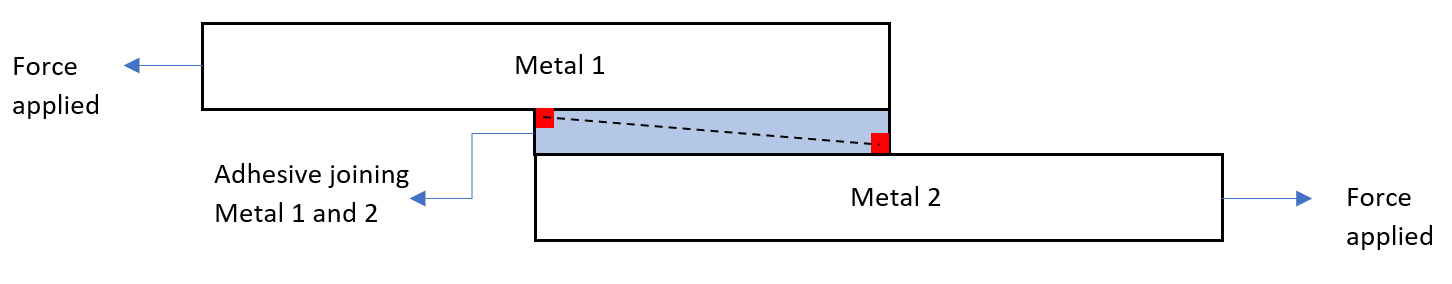 Force
applied
Metal 1
Adhesive joining
Metal 1 and 2
Metal 2
Force
applied